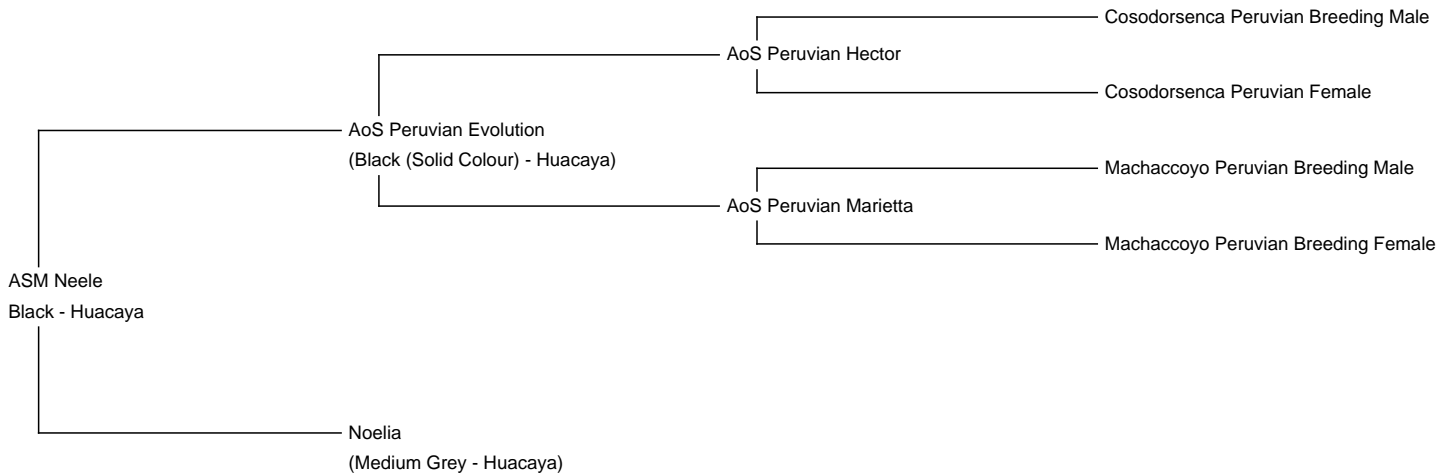 Cosodorsenca Peruvian Breeding Male
AoS Peruvian Hector
Cosodorsenca Peruvian Female
AoS Peruvian Evolution
(Black (Solid Colour) - Huacaya)
Machaccoyo Peruvian Breeding Male
AoS Peruvian Marietta
Machaccoyo Peruvian Breeding Female
ASM Neele
Black - Huacaya
Noelia
(Medium Grey - Huacaya)